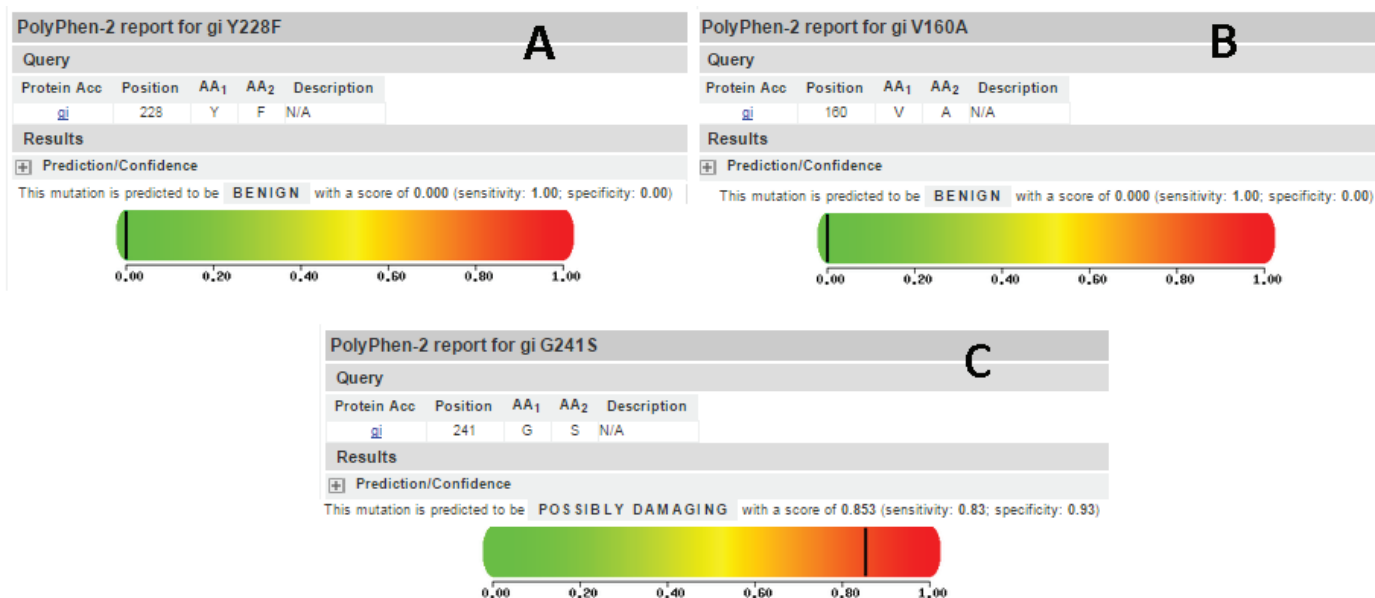 PolyPhen-2 report for gi Y228F
A
Query
Protein Acc Position AA₁ AA₂ Description
gi 228 Y F N/A
Results
Prediction/Confidence
This mutation is predicted to be BENIGN with a score of 0.000 (sensitivity: 1.00; specificity: 0.00)
0.00 0.20 0.40 0.60 0.80 1.00
PolyPhen-2 report for gi V160A
B
Query
Protein Acc Position AA₁ AA₂ Description
gi 160 V A N/A
Results
Prediction/Confidence
This mutation is predicted to be BENIGN with a score of 0.000 (sensitivity: 1.00; specificity: 0.00)
0.00 0.20 0.40 0.60 0.80 1.00
PolyPhen-2 report for gi G241S
C
Query
Protein Acc Position AA₁ AA₂ Description
gi 241 G S N/A
Results
Prediction/Confidence
This mutation is predicted to be POSSIBLY DAMAGING with a score of 0.853 (sensitivity: 0.83; specificity: 0.93)
0.00 0.20 0.40 0.60 0.80 1.00